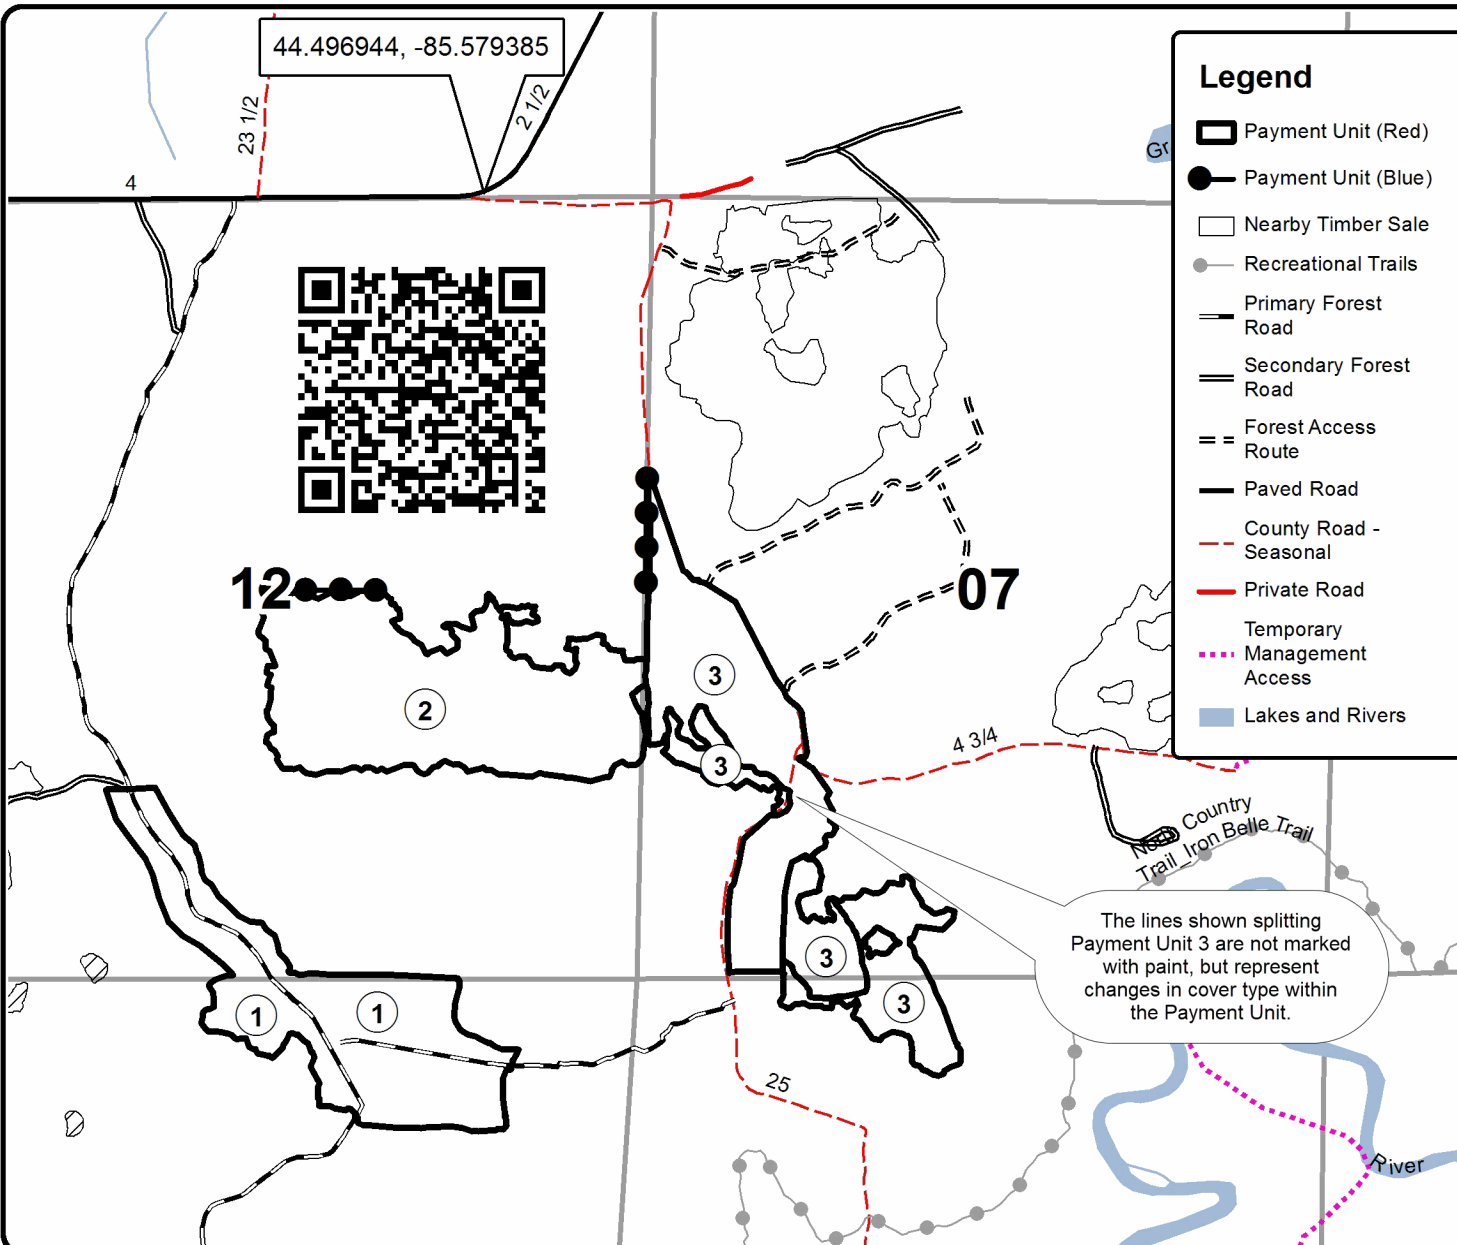 44.496944, -85.579385
23 1/2
2 1/2
4
Legend
Payment Unit (Red)
Payment Unit (Blue)
Nearby Timber Sale
Recreational Trails
Primary Forest
Road
Secondary Forest
Road
Forest Access
Route
Paved Road
County Road -
Seasonal
Private Road
Temporary
Management
Access
Lakes and Rivers
Gr
12
07
3
2
3
4 3/4
North Country
Trail_Iron Belle Trail
The lines shown splitting
Payment Unit 3 are not marked
with paint, but represent
changes in cover type within
the Payment Unit.
3
3
1
1
25
River